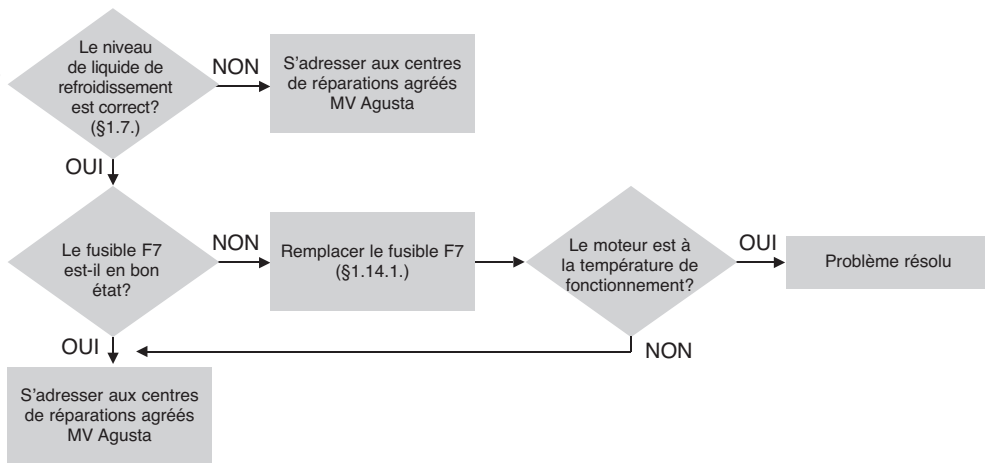 Le niveau
de liquide de
refroidissement
est correct?
(§1.7.)
NON
S'adresser aux centres
de réparations agréés
MV Agusta
OUI
Le fusible F7
est-il en bon
état?
NON
Remplacer le fusible F7
(§1.14.1.)
Le moteur est à
la température de
fonctionnement?
OUI
Problème résolu
OUI
NON
S'adresser aux centres
de réparations agréés
MV Agusta